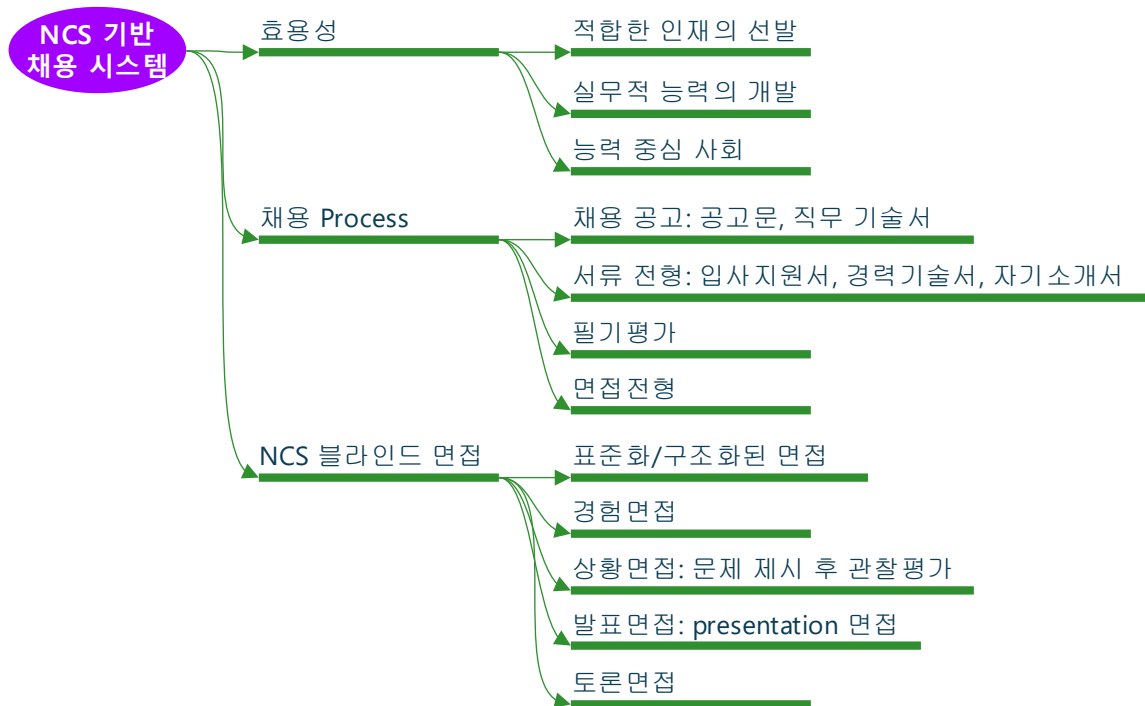 NCS 기반
채용 시스템
효용성
적합한 인재의 선발
실무적 능력의 개발
능력 중심 사회
채용 Process
채용 공고: 공고문, 직무 기술서
서류 전형: 입사지원서, 경력기술서, 자기소개서
필기평가
면접전형
NCS 블라인드 면접
표준화/구조화된 면접
경험면접
상황면접: 문제 제시 후 관찰평가
발표면접: presentation 면접
토론면접